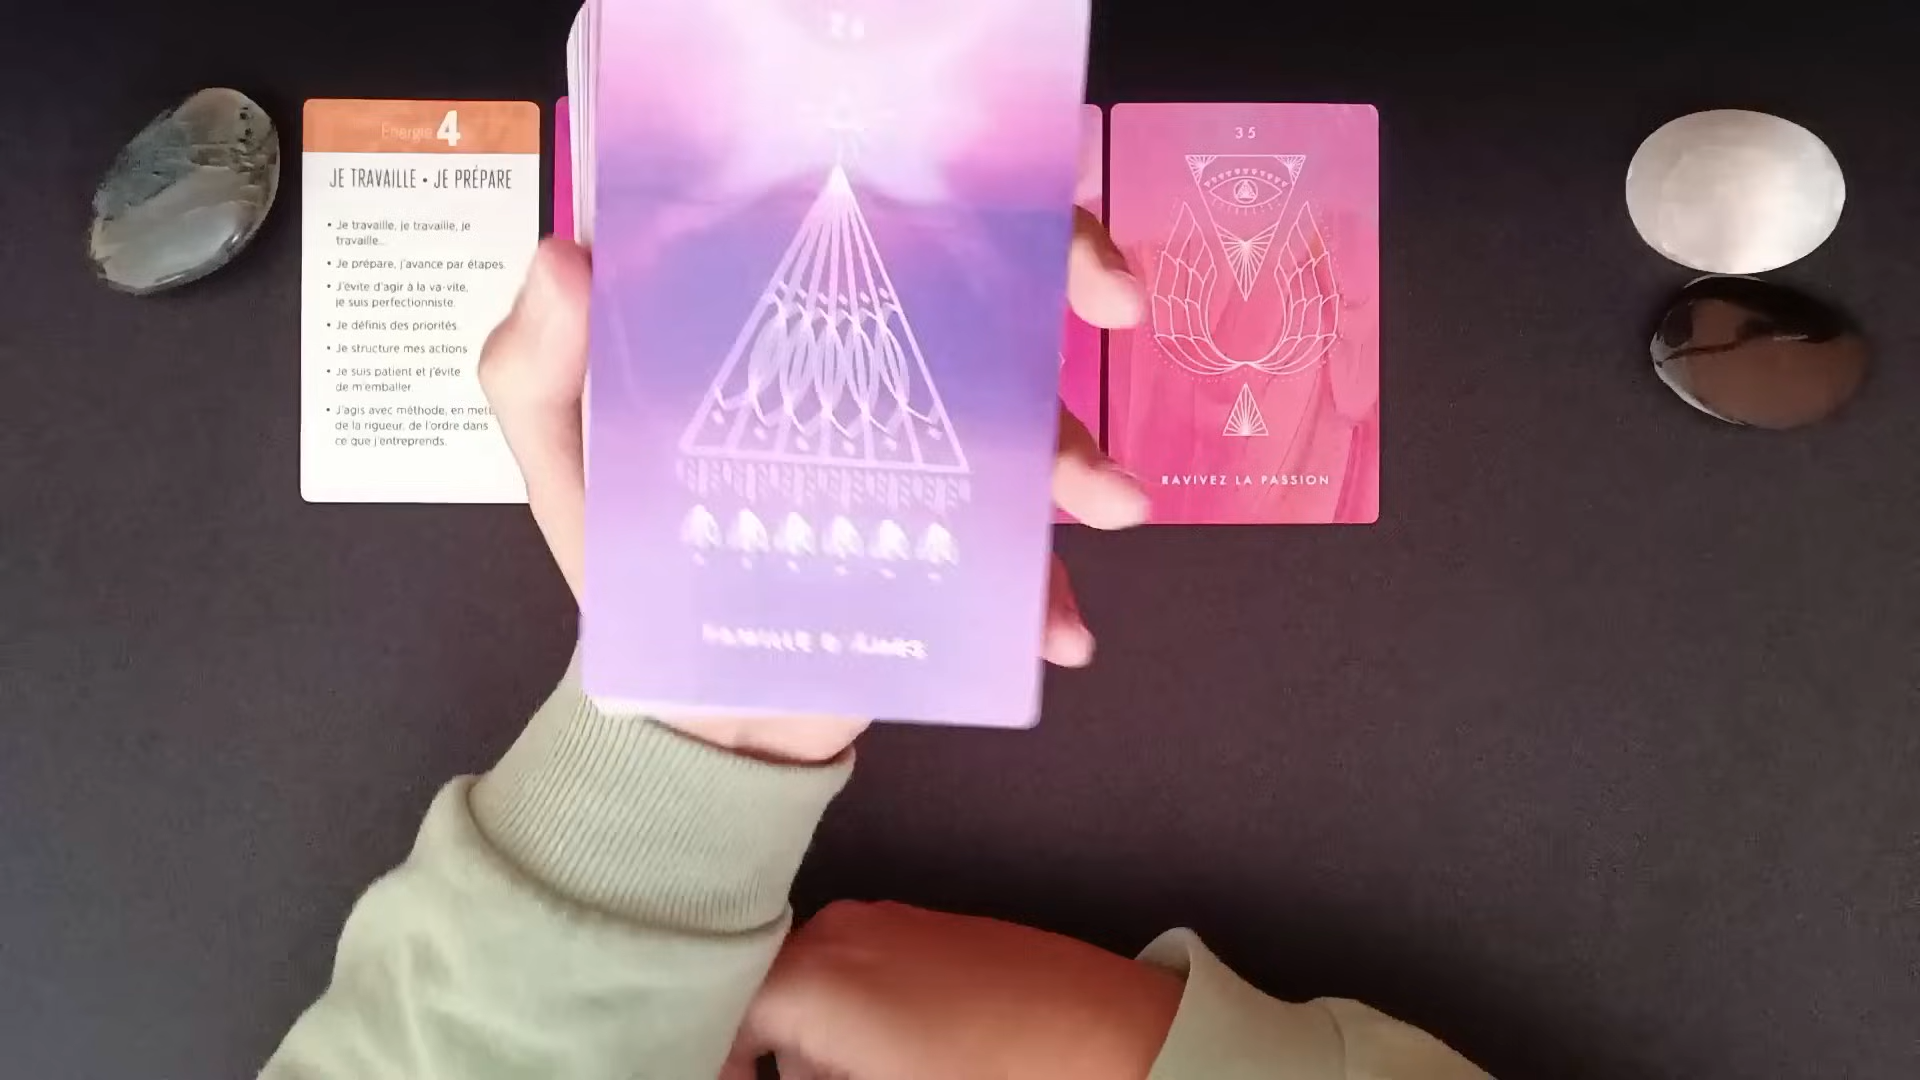 Énergie 4
JE TRAVAILLE • JE PRÉPARE
• Je travaille, je travaille, je
travaille...
• Je prépare, j'avance par étapes.
• J'évite d'agir à la va-vite,
je suis perfectionniste.
• Je définis des priorités.
• Je structure mes actions
• Je suis patient et j'évite
de m'emballer.
• J'agis avec méthode, en mett
de la rigueur, de l'ordre dans
ce que j'entreprends.
FAMILLE D'ÂMES
35
RAVIVEZ LA PASSION